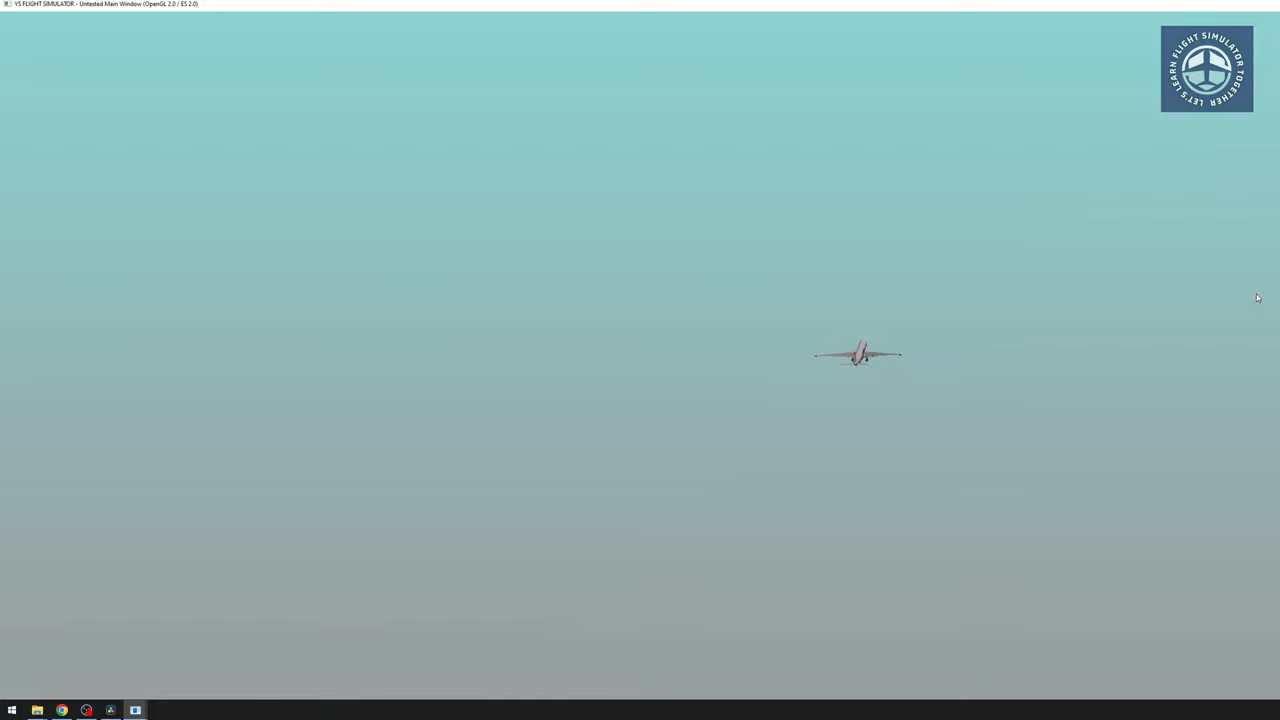 YS FLIGHT SIMULATOR - Untested Main Window (OpenGL 2.0 / ES 2.0)
LET'S LEARN FLIGHT SIMULATOR TOGETHER